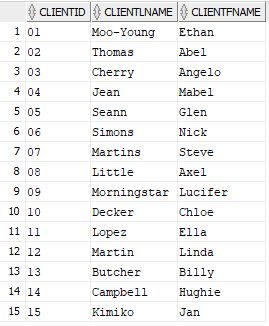 CLIENTID CLIENTLNAME CLIENTFNAME
1 01 Moo-Young Ethan
2 02 Thomas Abel
3 03 Cherry Angelo
4 04 Jean Mabel
5 05 Seann Glen
6 06 Simons Nick
7 07 Martins Steve
8 08 Little Axel
9 09 Morningstar Lucifer
10 10 Decker Chloe
11 11 Lopez Ella
12 12 Martin Linda
13 13 Butcher Billy
14 14 Campbell Hughie
15 15 Kimiko Jan